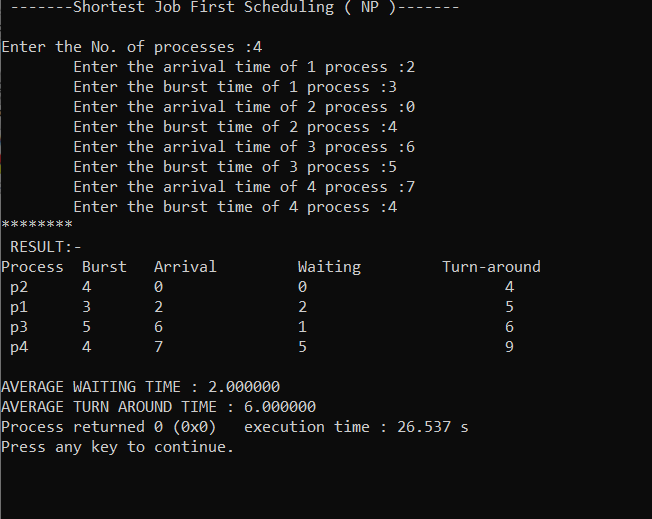 -------Shortest Job First Scheduling ( NP )-------
Enter the No. of processes :4
Enter the arrival time of 1 process :2
Enter the burst time of 1 process :3
Enter the arrival time of 2 process :0
Enter the burst time of 2 process :4
Enter the arrival time of 3 process :6
Enter the burst time of 3 process :5
Enter the arrival time of 4 process :7
Enter the burst time of 4 process :4
********
RESULT:-
Process Burst Arrival Waiting Turn-around
p2 4 0 0 4
p1 3 2 2 5
p3 5 6 1 6
p4 4 7 5 9
AVERAGE WAITING TIME : 2.000000
AVERAGE TURN AROUND TIME : 6.000000
Process returned 0 (0x0) execution time : 26.537 s
Press any key to continue.